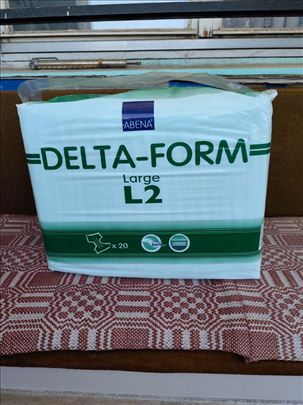 ABENA
DELTA-FORM
Large
L2
x 20